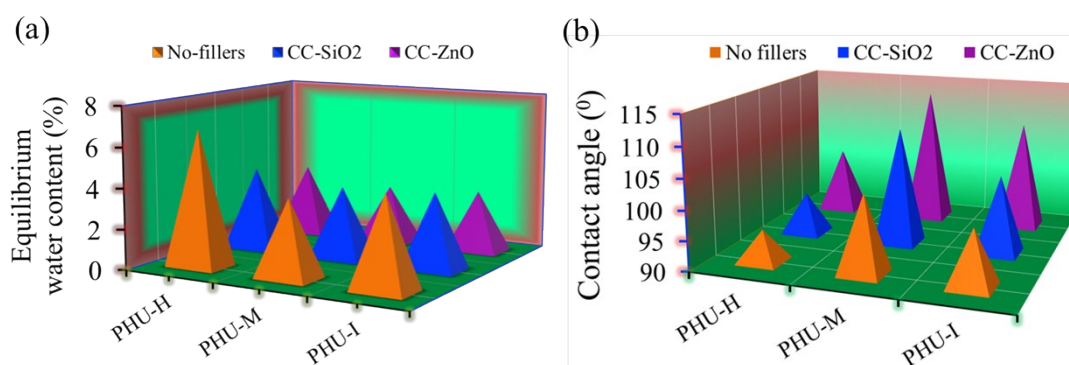 (a)
No-fillers CC-SiO2 CC-ZnO
Equilibrium
water content (%)
8
6
4
2
0
PHU-H
PHU-M
PHU-I
(b)
No fillers CC-SiO2 CC-ZnO
Contact angle (⁰)
115
110
105
100
95
90
PHU-H
PHU-M
PHU-I